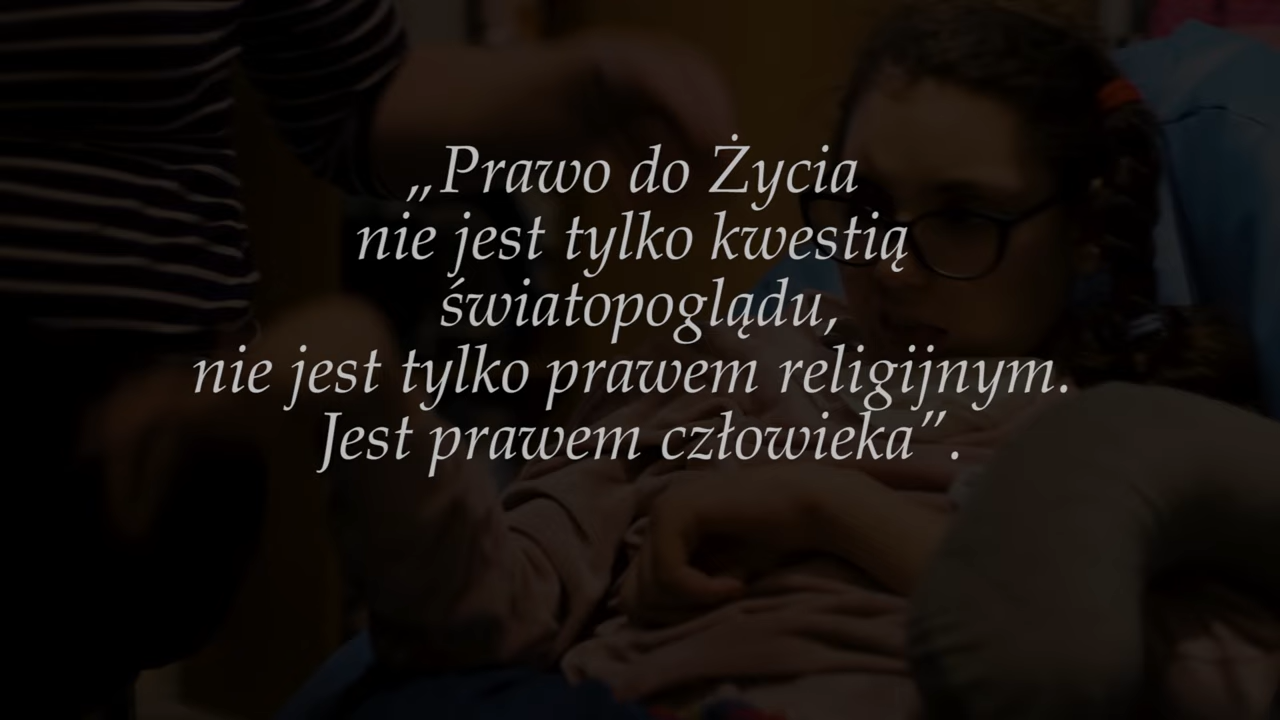 „Prawo do Życia
nie jest tylko kwestią
światopoglądu,
nie jest tylko prawem religijnym.
Jest prawem człowieka”.